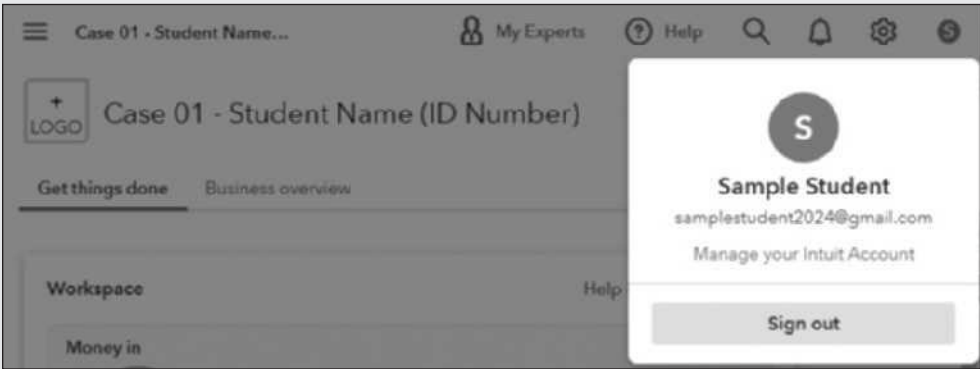 Case 01 - Student Name...
My Experts
? Help
S
+
LOGO
Case 01 - Student Name (ID Number)
S
Sample Student
samplestudent2024@gmail.com
Manage your Intuit Account
Sign out
Get things done
Business overview
Workspace
Help
Money in